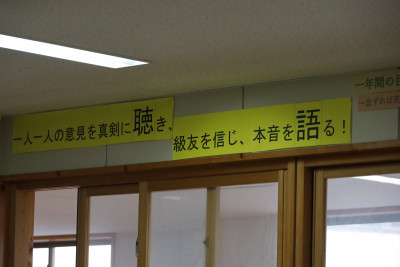 一人一人の意見を真剣に聴き、
級友を信じ、本音を語る！
一年間の